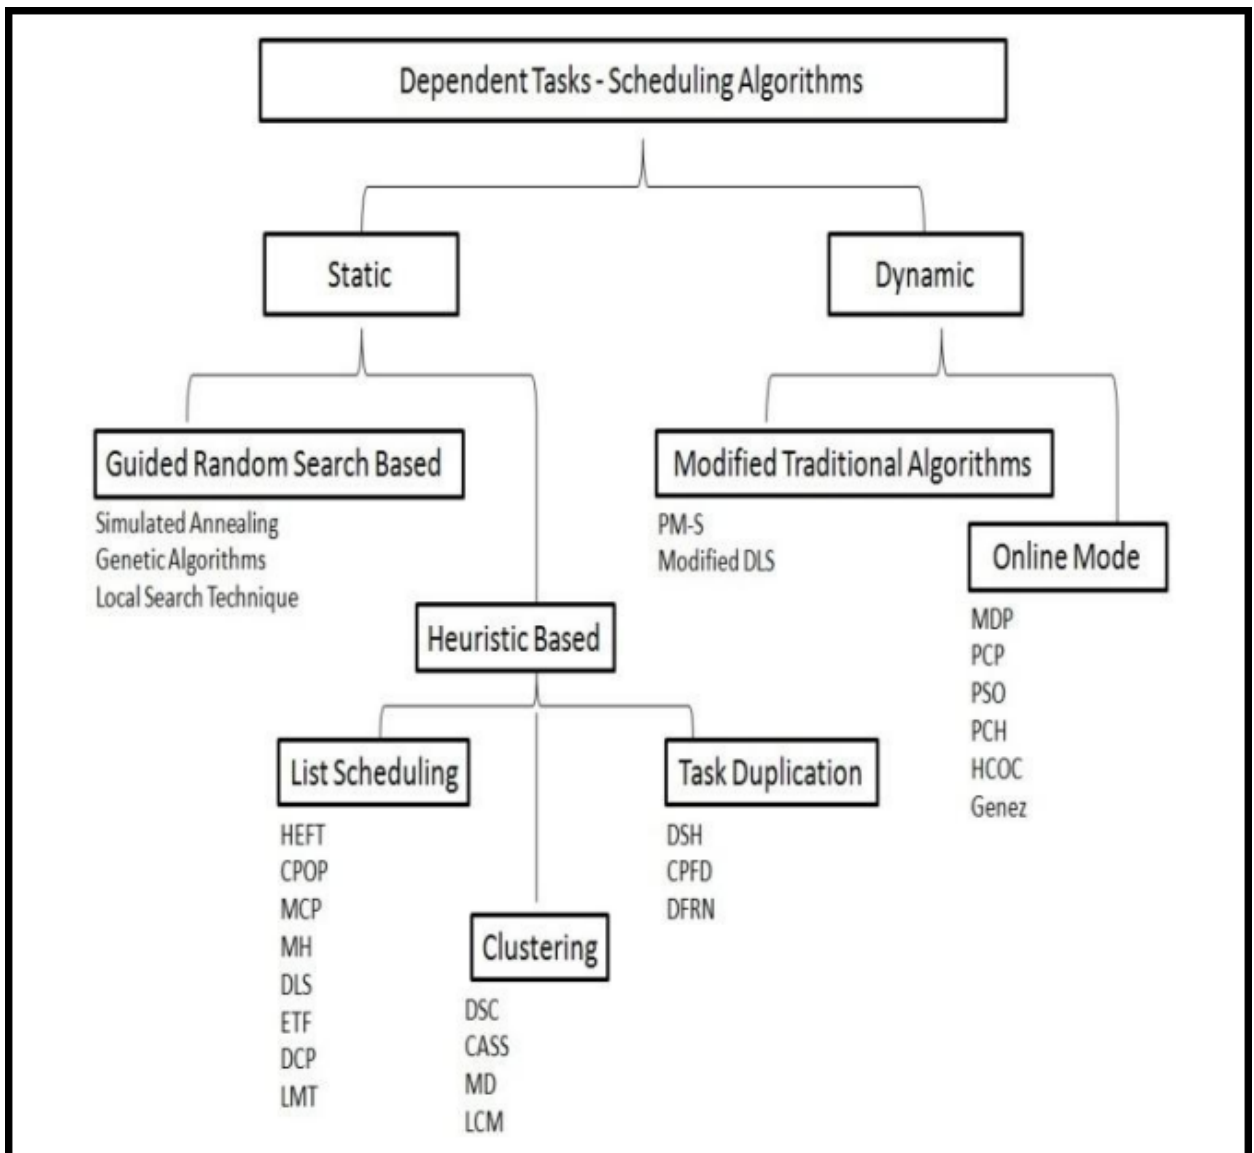 Dependent Tasks - Scheduling Algorithms
Static
Dynamic
Guided Random Search Based
Simulated Annealing
Genetic Algorithms
Local Search Technique
Modified Traditional Algorithms
PM-S
Modified DLS
Online Mode
MDP
PCP
PSO
PCH
HCOC
Genez
Heuristic Based
List Scheduling
HEFT
CPOP
MCP
MH
DLS
ETF
DCP
LMT
Clustering
DSC
CASS
MD
LCM
Task Duplication
DSH
CPFD
DFRN